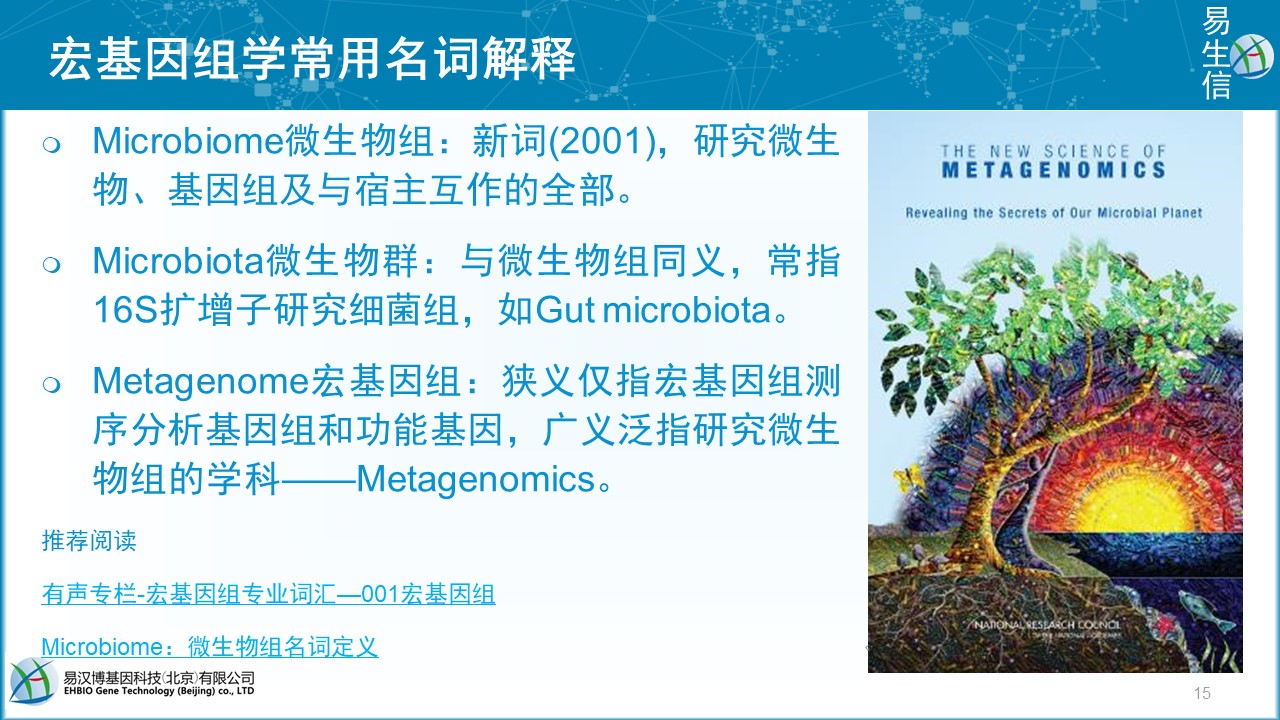 宏基因组学常用名词解释
易生信
Microbiome微生物组：新词(2001)，研究微生
物、基因组及与宿主互作的全部。
Microbiota微生物群：与微生物组同义，常指
16S扩增子研究细菌组，如Gut microbiota。
Metagenome宏基因组：狭义仅指宏基因组测
序分析基因组和功能基因，广义泛指研究微生
物组的学科——Metagenomics。
推荐阅读
有声专栏-宏基因组专业词汇—001宏基因组
Microbiome：微生物组名词定义
THE NEW SCIENCE OF
METAGENOMICS
Revealing the Secrets of Our Microbial Planet
NATIONAL RESEARCH COUNCIL
OF THE NATIONAL ACADEMIES
易汉博基因科技(北京)有限公司
EHBIO Gene Technology (Beijing) co., LTD
15